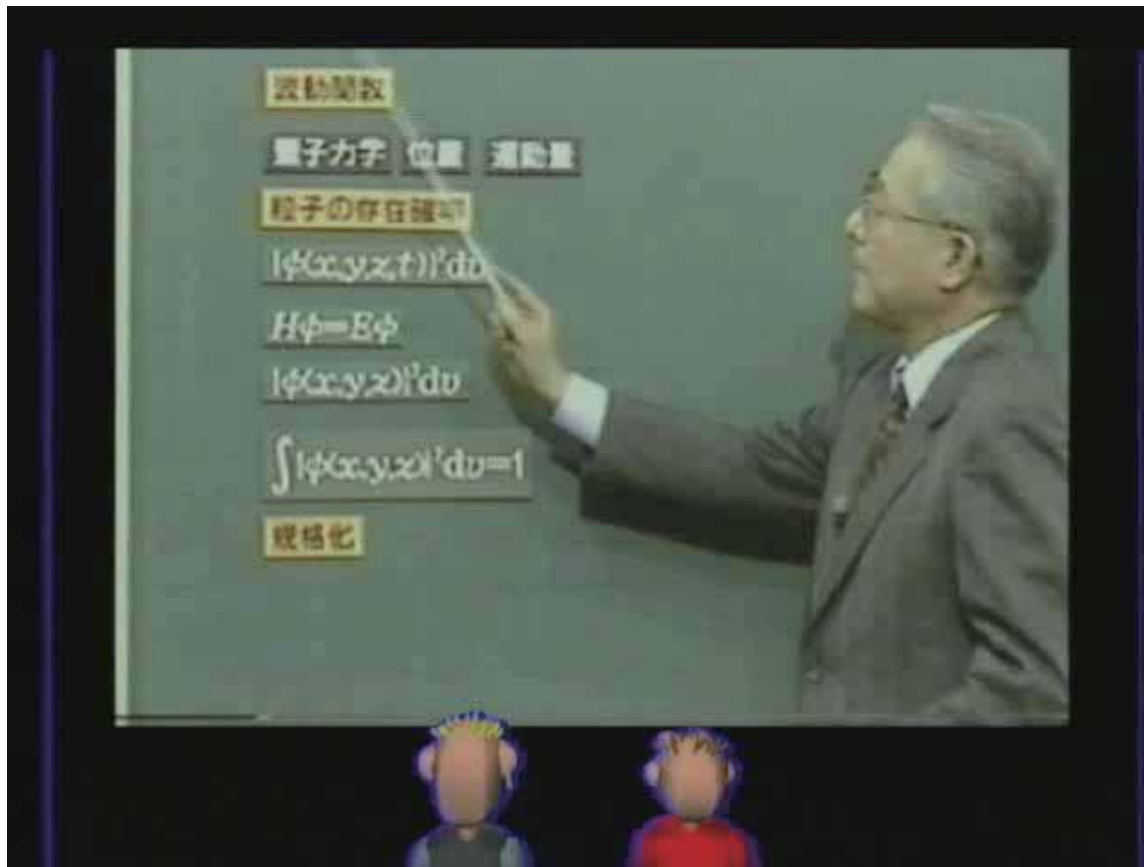 波動関数
量子力学 位置 運動量
粒子の存在確率
|ϕ(x,y,z,t)|²dv
Hϕ=Eϕ
|ϕ(x,y,z)|²dv
∫|ϕ(x,y,z)|²dv=1
規格化